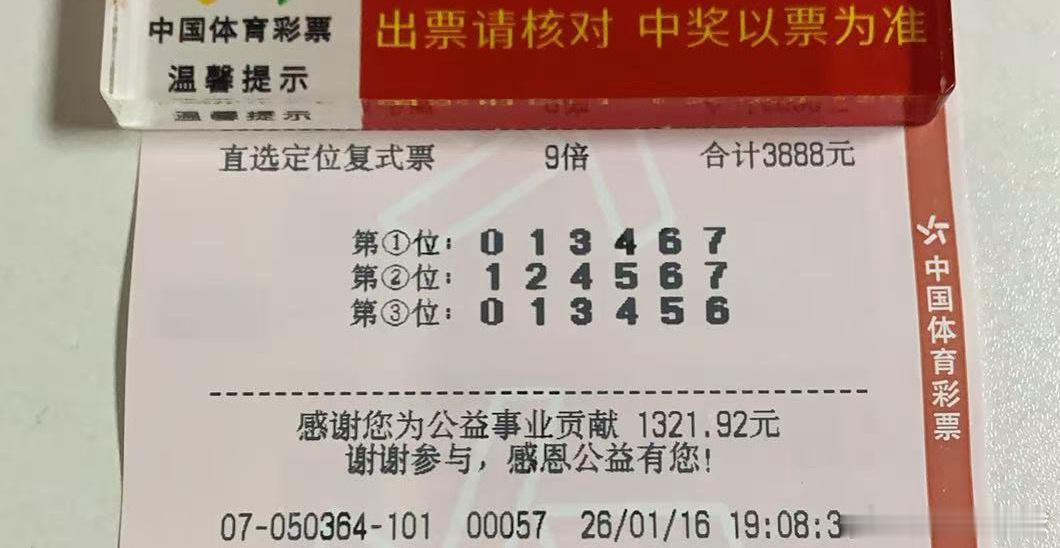 中国体育彩票
温馨提示
出票请核对 中奖以票为准
直选定位复式票 9倍 合计3888元
第①位: 0 1 3 4 6 7
第②位: 1 2 4 5 6 7
第③位: 0 1 3 4 5 6
感谢您为公益事业贡献 1321.92元
谢谢参与,感恩公益有您!
07-050364-101 00057 26/01/16 19:08:3
中国体育彩票